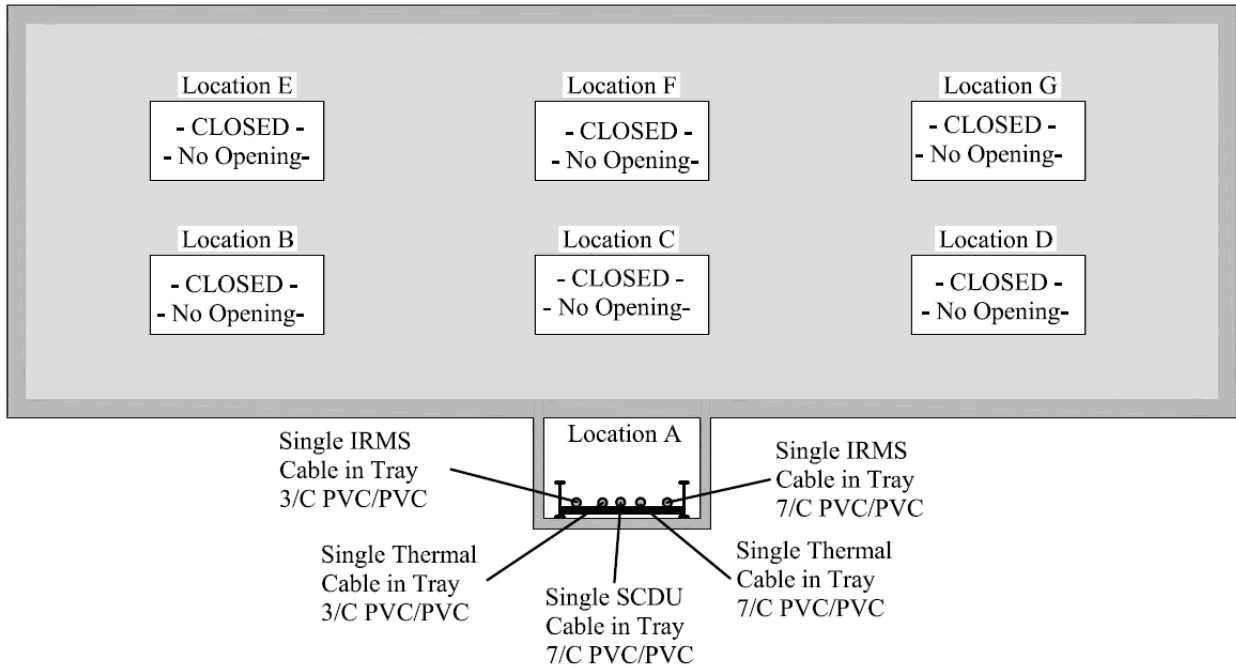 Location E
- CLOSED -
- No Opening-
Location F
- CLOSED -
- No Opening-
Location G
- CLOSED -
- No Opening-
Location B
- CLOSED -
- No Opening-
Location C
- CLOSED -
- No Opening-
Location D
- CLOSED -
- No Opening-
Location A
Single IRMS
Cable in Tray
3/C PVC/PVC
Single IRMS
Cable in Tray
7/C PVC/PVC
Single Thermal
Cable in Tray
3/C PVC/PVC
Single SCDU
Cable in Tray
7/C PVC/PVC
Single Thermal
Cable in Tray
7/C PVC/PVC